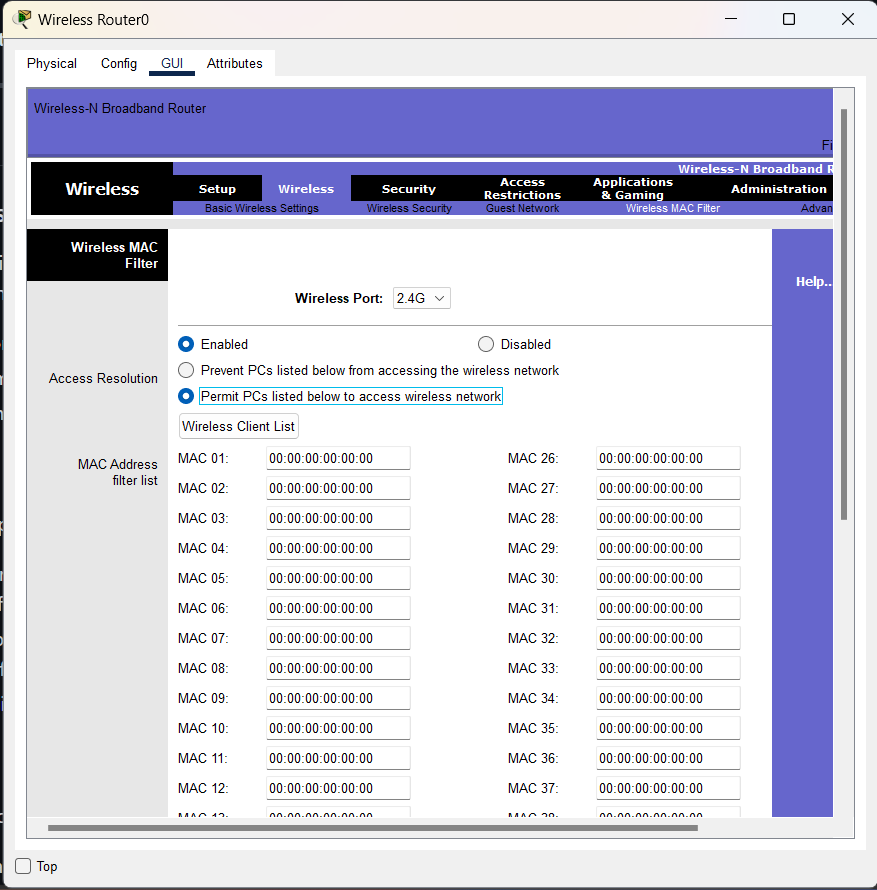 Wireless Router0
Physical Config GUI Attributes
Wireless-N Broadband Router
Wireless-N Broadband R
Wireless
Setup Wireless Security Access Restrictions Applications & Gaming Administration
Basic Wireless Settings Wireless Security Guest Network Wireless MAC Filter Advan
Wireless MAC
Filter
Help..
Wireless Port: 2.4G
Enabled Disabled
Prevent PCs listed below from accessing the wireless network
Access Resolution
Permit PCs listed below to access wireless network
Wireless Client List
MAC Address
filter list
MAC 01: 00:00:00:00:00:00 MAC 26: 00:00:00:00:00:00
MAC 02: 00:00:00:00:00:00 MAC 27: 00:00:00:00:00:00
MAC 03: 00:00:00:00:00:00 MAC 28: 00:00:00:00:00:00
MAC 04: 00:00:00:00:00:00 MAC 29: 00:00:00:00:00:00
MAC 05: 00:00:00:00:00:00 MAC 30: 00:00:00:00:00:00
MAC 06: 00:00:00:00:00:00 MAC 31: 00:00:00:00:00:00
MAC 07: 00:00:00:00:00:00 MAC 32: 00:00:00:00:00:00
MAC 08: 00:00:00:00:00:00 MAC 33: 00:00:00:00:00:00
MAC 09: 00:00:00:00:00:00 MAC 34: 00:00:00:00:00:00
MAC 10: 00:00:00:00:00:00 MAC 35: 00:00:00:00:00:00
MAC 11: 00:00:00:00:00:00 MAC 36: 00:00:00:00:00:00
MAC 12: 00:00:00:00:00:00 MAC 37: 00:00:00:00:00:00
Top